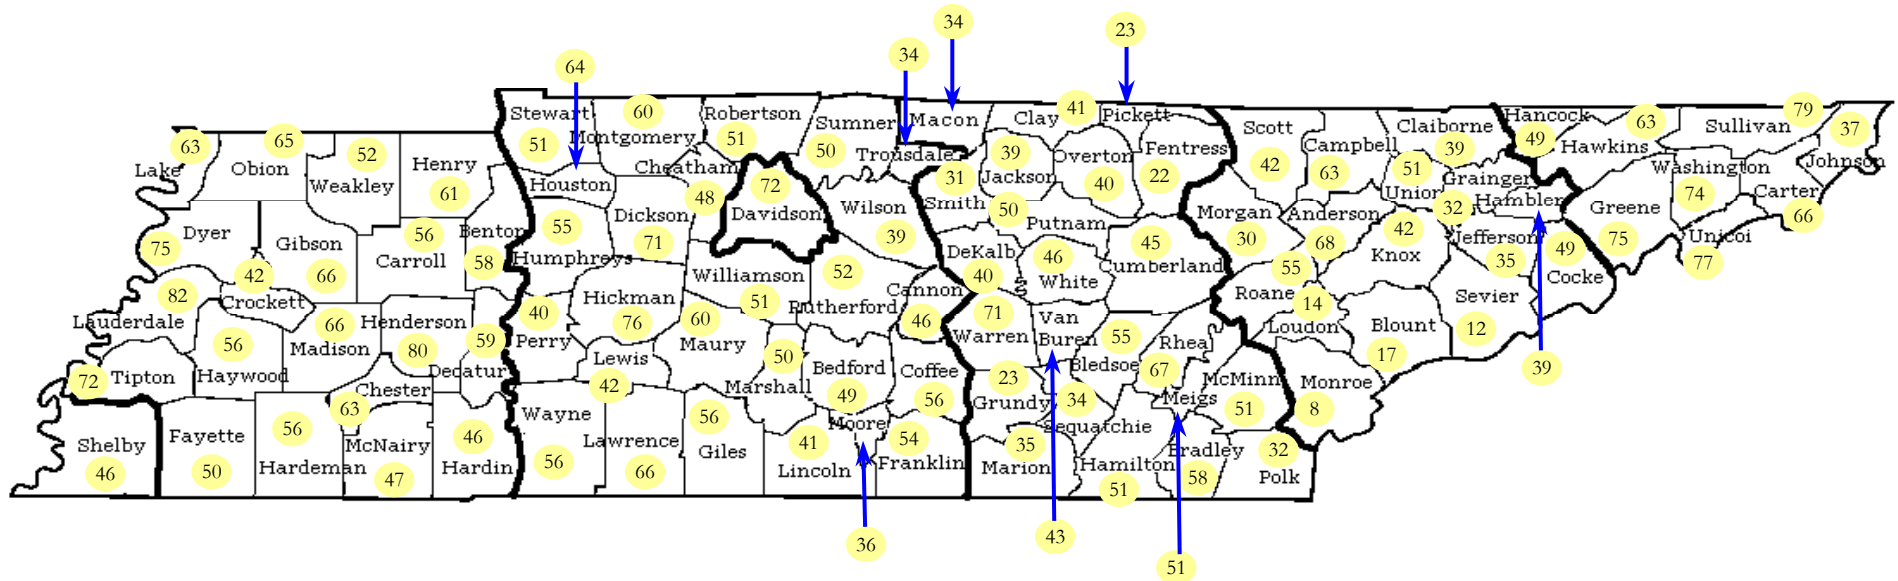 34
23
34
64
Stewart
51
60
Montgomery
Robertson
51
Cheatham
48
Sumner
50
Trousdale
Macon
Clay
41
Pickett
Scott
42
Campbell
63
Claiborne
39
Hancock
49
63
Hawkins
Sullivan
79
37
Johnson
63
Lake
65
Obion
52
Weakley
Henry
61
Houston
Dickson
71
72
Davidson
Wilson
39
31
Smith
39
Jackson
50
Putnam
Overton
40
Fentress
22
Morgan
30
Anderson
68
51
Union
Grainger
32
Hamblen
Washington
74
Carter
66
Greene
75
Unicoi
77
Dyer
75
Gibson
66
56
Carroll
Benton
58
55
Humphreys
Williamson
51
52
Rutherford
Cannon
46
DeKalb
40
46
White
45
Cumberland
55
Roane
42
Knox
Jefferson
35
49
Cocke
82
Lauderdale
42
Crockett
66
Madison
Henderson
80
59
Decatur
40
Perry
Hickman
76
60
Maury
50
Marshall
Bedford
49
Coffee
56
71
Warren
Van
Buren
55
Bledsoe
Rhea
67
14
Loudon
Blount
17
Sevier
12
39
72
Tipton
56
Haywood
Chester
63
Lewis
42
23
Grundy
34
Sequatchie
Meigs
McMinn
51
Monroe
8
Shelby
46
Fayette
50
56
Hardeman
McNairy
47
46
Hardin
Wayne
56
Lawrence
66
56
Giles
41
Lincoln
Moore
54
Franklin
35
Marion
Hamilton
51
Bradley
58
32
Polk
36
43
51